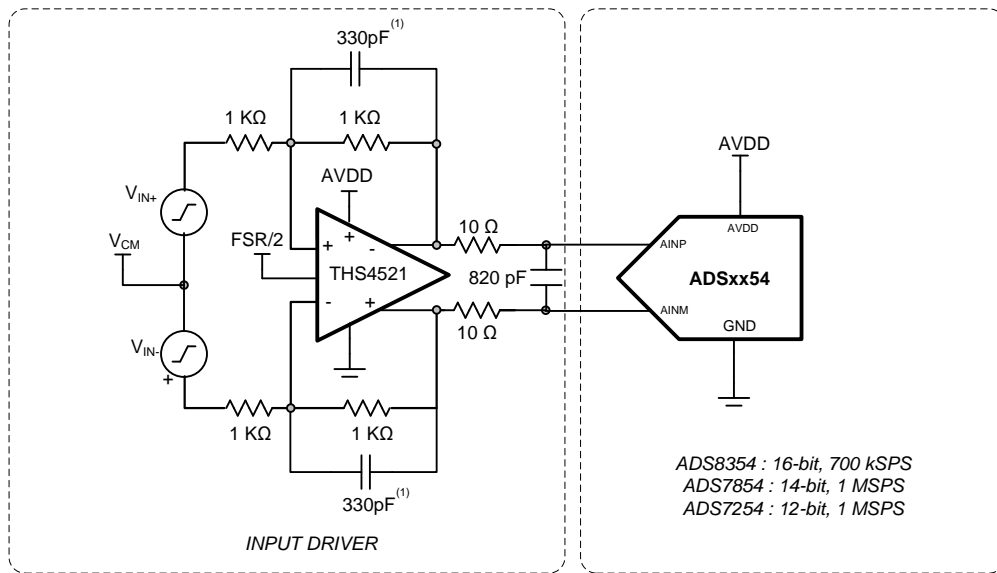 330pF(1)
1 KΩ
1 KΩ
AVDD
VIN+
VCM
FSR/2
+
+
-
THS4521
-
+
VIN-
+
10 Ω
820 pF
10 Ω
1 KΩ
1 KΩ
330pF(1)
INPUT DRIVER
AVDD
AVDD
AINP
ADSxx54
AINM
GND
ADS8354 : 16-bit, 700 kSPS
ADS7854 : 14-bit, 1 MSPS
ADS7254 : 12-bit, 1 MSPS